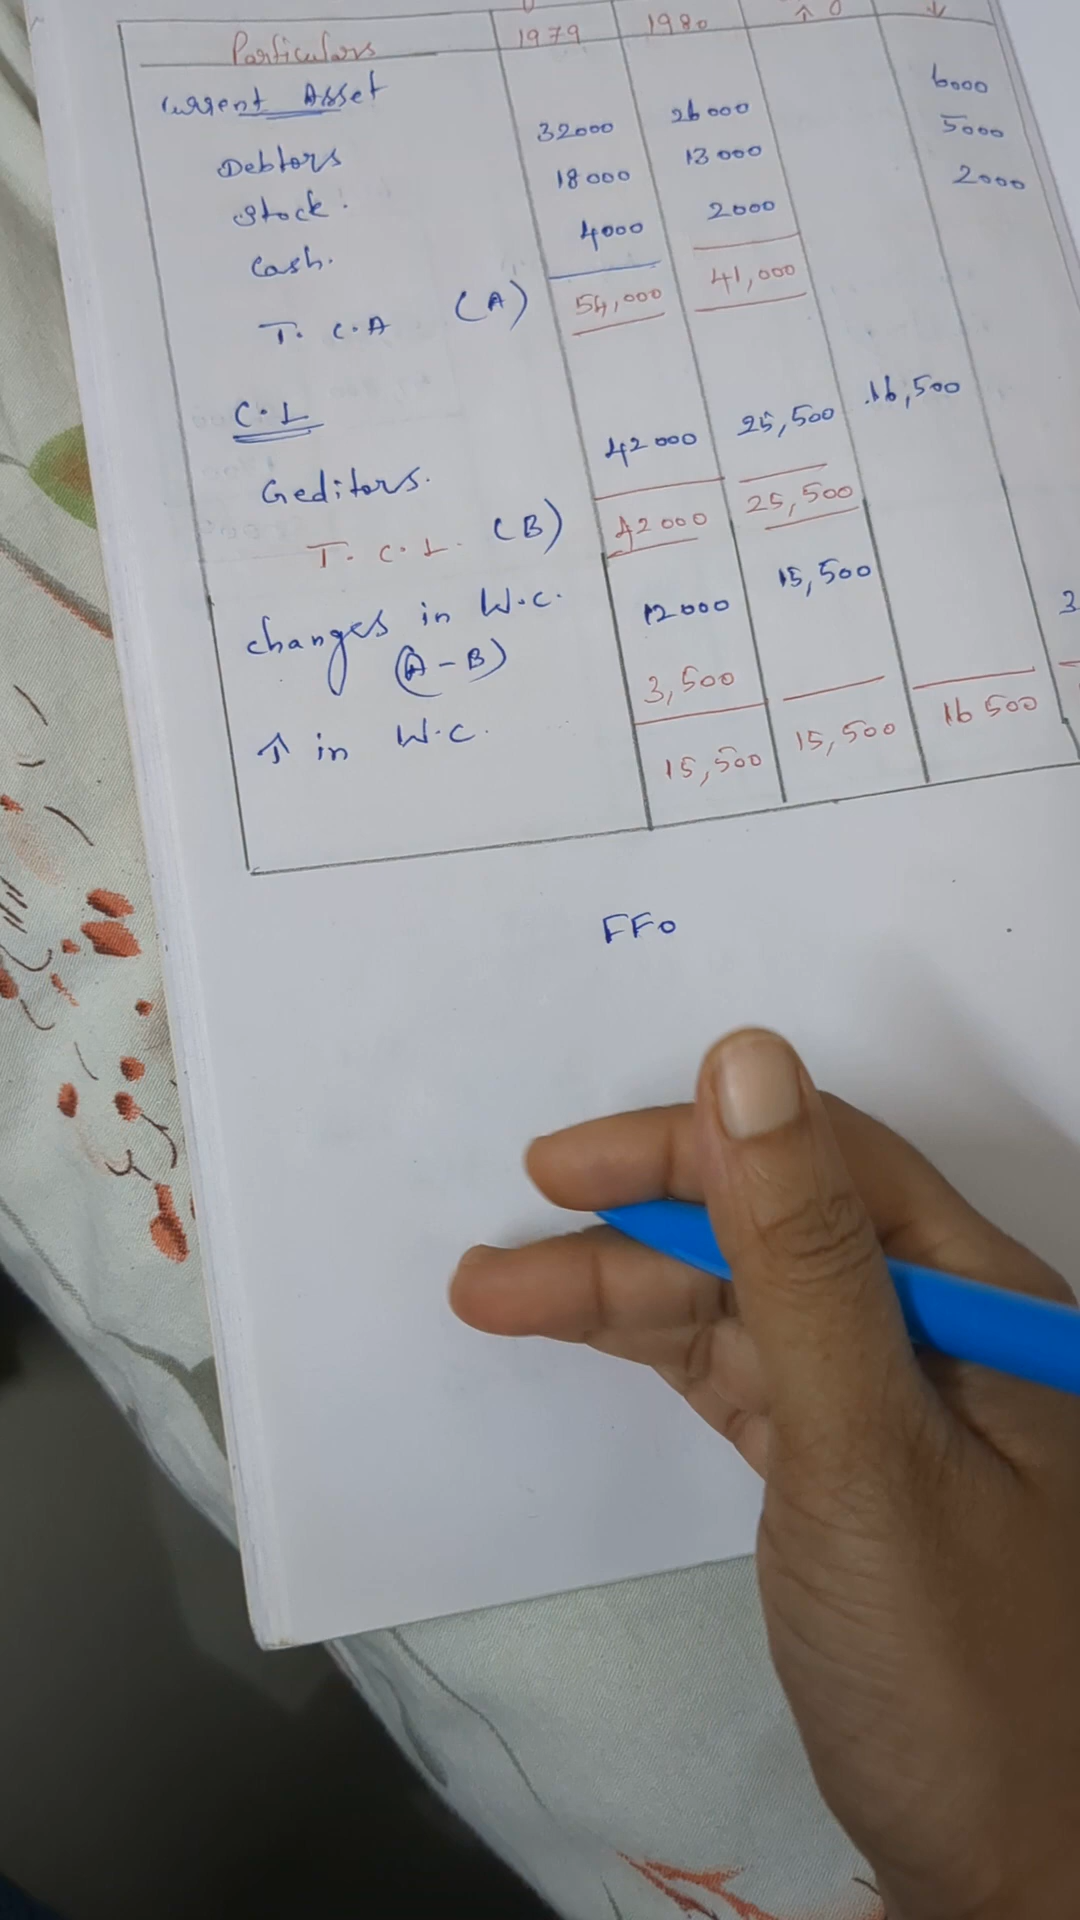 Particulars 1979 1980 ↑ ↓
Current Asset
Debtors 32000 26000 6000
Stock. 18000 13000 5000
Cash. 4000 2000 2000
T. C.A (A) 54,000 41,000
C.L
Creditors. 42000 25,500 16,500
T. C.L. (B) 42000 25,500
changes in W.C. 12000 15,500
(A-B)
↑ in W.C. 3,500 3
15,500 15,500 16500
FFO